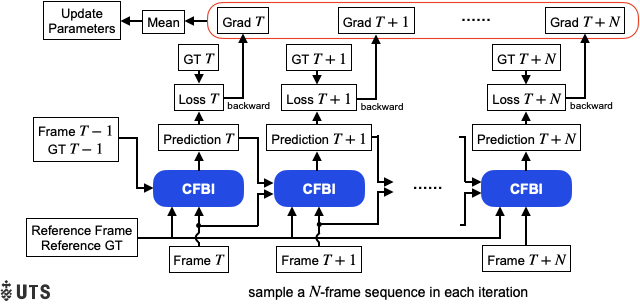 Update
Parameters
Mean
Grad T
Grad T + 1
......
Grad T + N
GT T
GT T + 1
GT T + N
Loss T
backward
Loss T + 1
backward
Loss T + N
backward
Frame T − 1
GT T − 1
Prediction T
Prediction T + 1
Prediction T + N
CFBI
CFBI
......
CFBI
Reference Frame
Reference GT
Frame T
Frame T + 1
Frame T + N
UTS
sample a N-frame sequence in each iteration